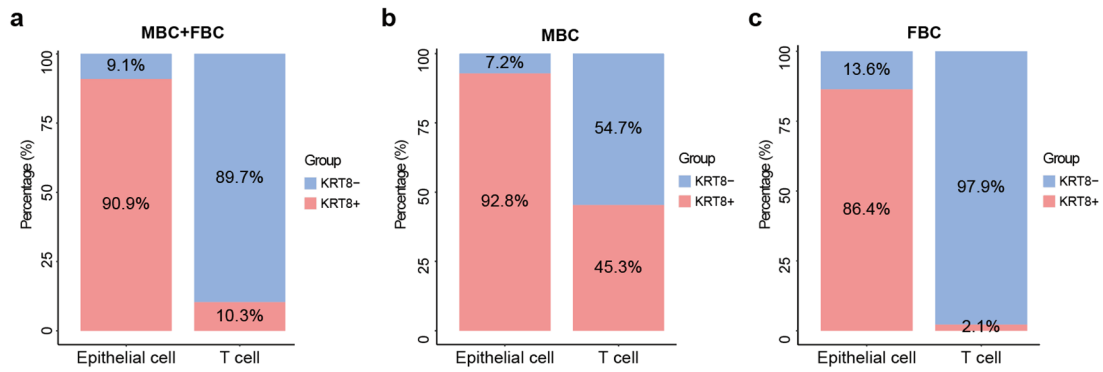 a
MBC+FBC
Percentage (%)
0
25
50
75
100
9.1%
90.9%
89.7%
10.3%
Epithelial cell
T cell
Group
KRT8−
KRT8+
b
MBC
Percentage (%)
0
25
50
75
100
7.2%
92.8%
54.7%
45.3%
Epithelial cell
T cell
Group
KRT8−
KRT8+
c
FBC
Percentage (%)
0
25
50
75
100
13.6%
86.4%
97.9%
2.1%
Epithelial cell
T cell
Group
KRT8−
KRT8+